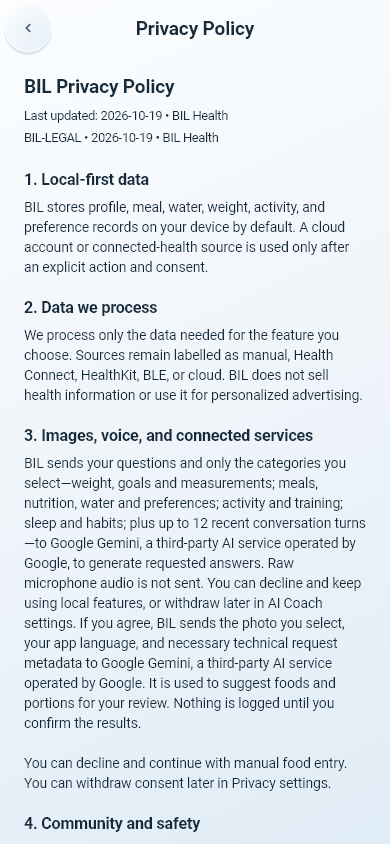 Privacy Policy
BIL Privacy Policy
Last updated: 2026-10-19 • BIL Health
BIL-LEGAL • 2026-10-19 • BIL Health
1. Local-first data
BIL stores profile, meal, water, weight, activity, and
preference records on your device by default. A cloud
account or connected-health source is used only after
an explicit action and consent.
2. Data we process
We process only the data needed for the feature you
choose. Sources remain labelled as manual, Health
Connect, HealthKit, BLE, or cloud. BIL does not sell
health information or use it for personalized advertising.
3. Images, voice, and connected services
BIL sends your questions and only the categories you
select—weight, goals and measurements; meals,
nutrition, water and preferences; activity and training;
sleep and habits; plus up to 12 recent conversation turns
—to Google Gemini, a third-party AI service operated by
Google, to generate requested answers. Raw
microphone audio is not sent. You can decline and keep
using local features, or withdraw later in AI Coach
settings. If you agree, BIL sends the photo you select,
your app language, and necessary technical request
metadata to Google Gemini, a third-party AI service
operated by Google. It is used to suggest foods and
portions for your review. Nothing is logged until you
confirm the results.
You can decline and continue with manual food entry.
You can withdraw consent later in Privacy settings.
4. Community and safety